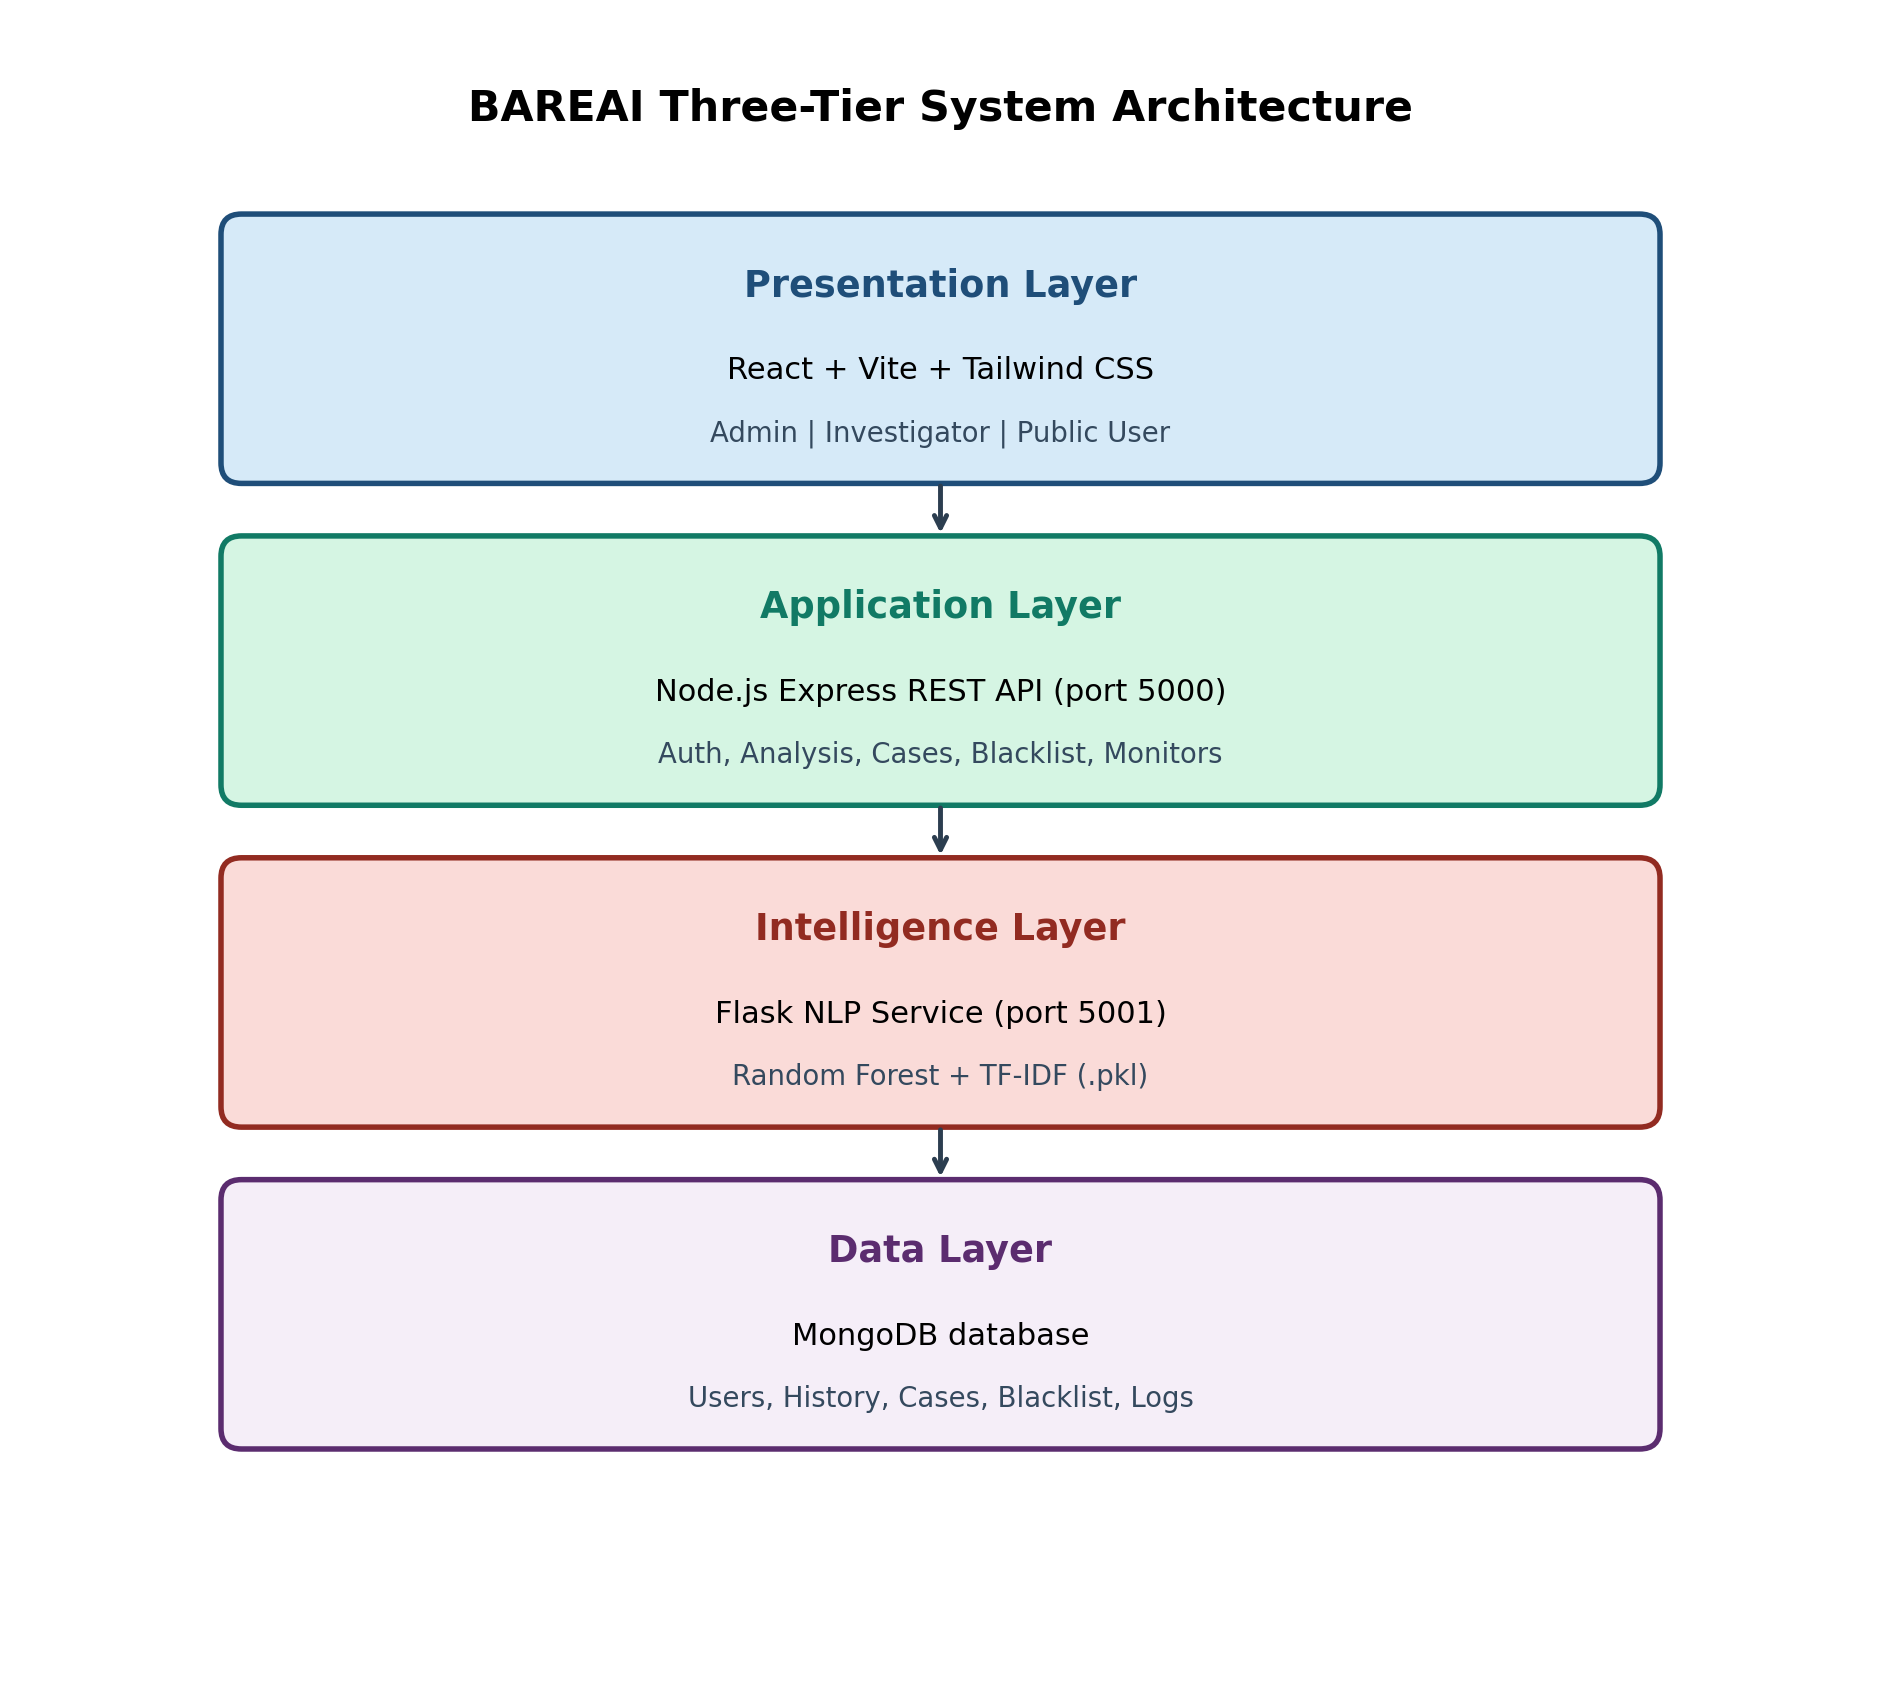 BAREAI Three-Tier System Architecture
Presentation Layer
React + Vite + Tailwind CSS
Admin | Investigator | Public User
Application Layer
Node.js Express REST API (port 5000)
Auth, Analysis, Cases, Blacklist, Monitors
Intelligence Layer
Flask NLP Service (port 5001)
Random Forest + TF-IDF (.pkl)
Data Layer
MongoDB database
Users, History, Cases, Blacklist, Logs